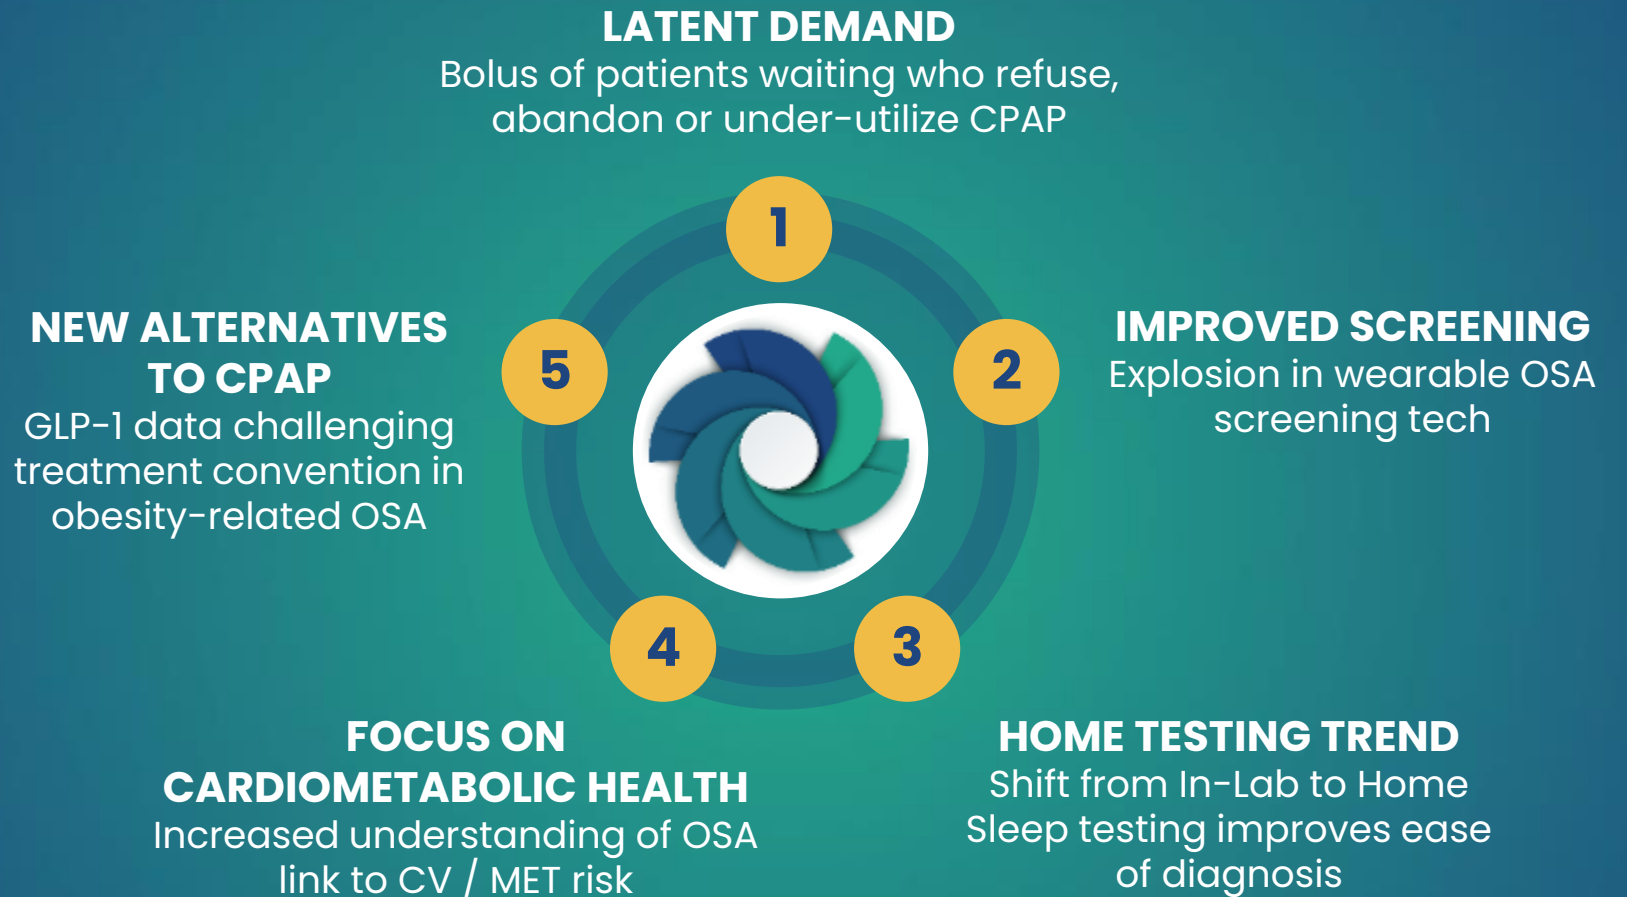 LATENT DEMAND
Bolus of patients waiting who refuse,
abandon or under-utilize CPAP
1
2
IMPROVED SCREENING
Explosion in wearable OSA
screening tech
3
HOME TESTING TREND
Shift from In-Lab to Home
Sleep testing improves ease
of diagnosis
4
FOCUS ON
CARDIOMETABOLIC HEALTH
Increased understanding of OSA
link to CV / MET risk
5
NEW ALTERNATIVES
TO CPAP
GLP-1 data challenging
treatment convention in
obesity-related OSA